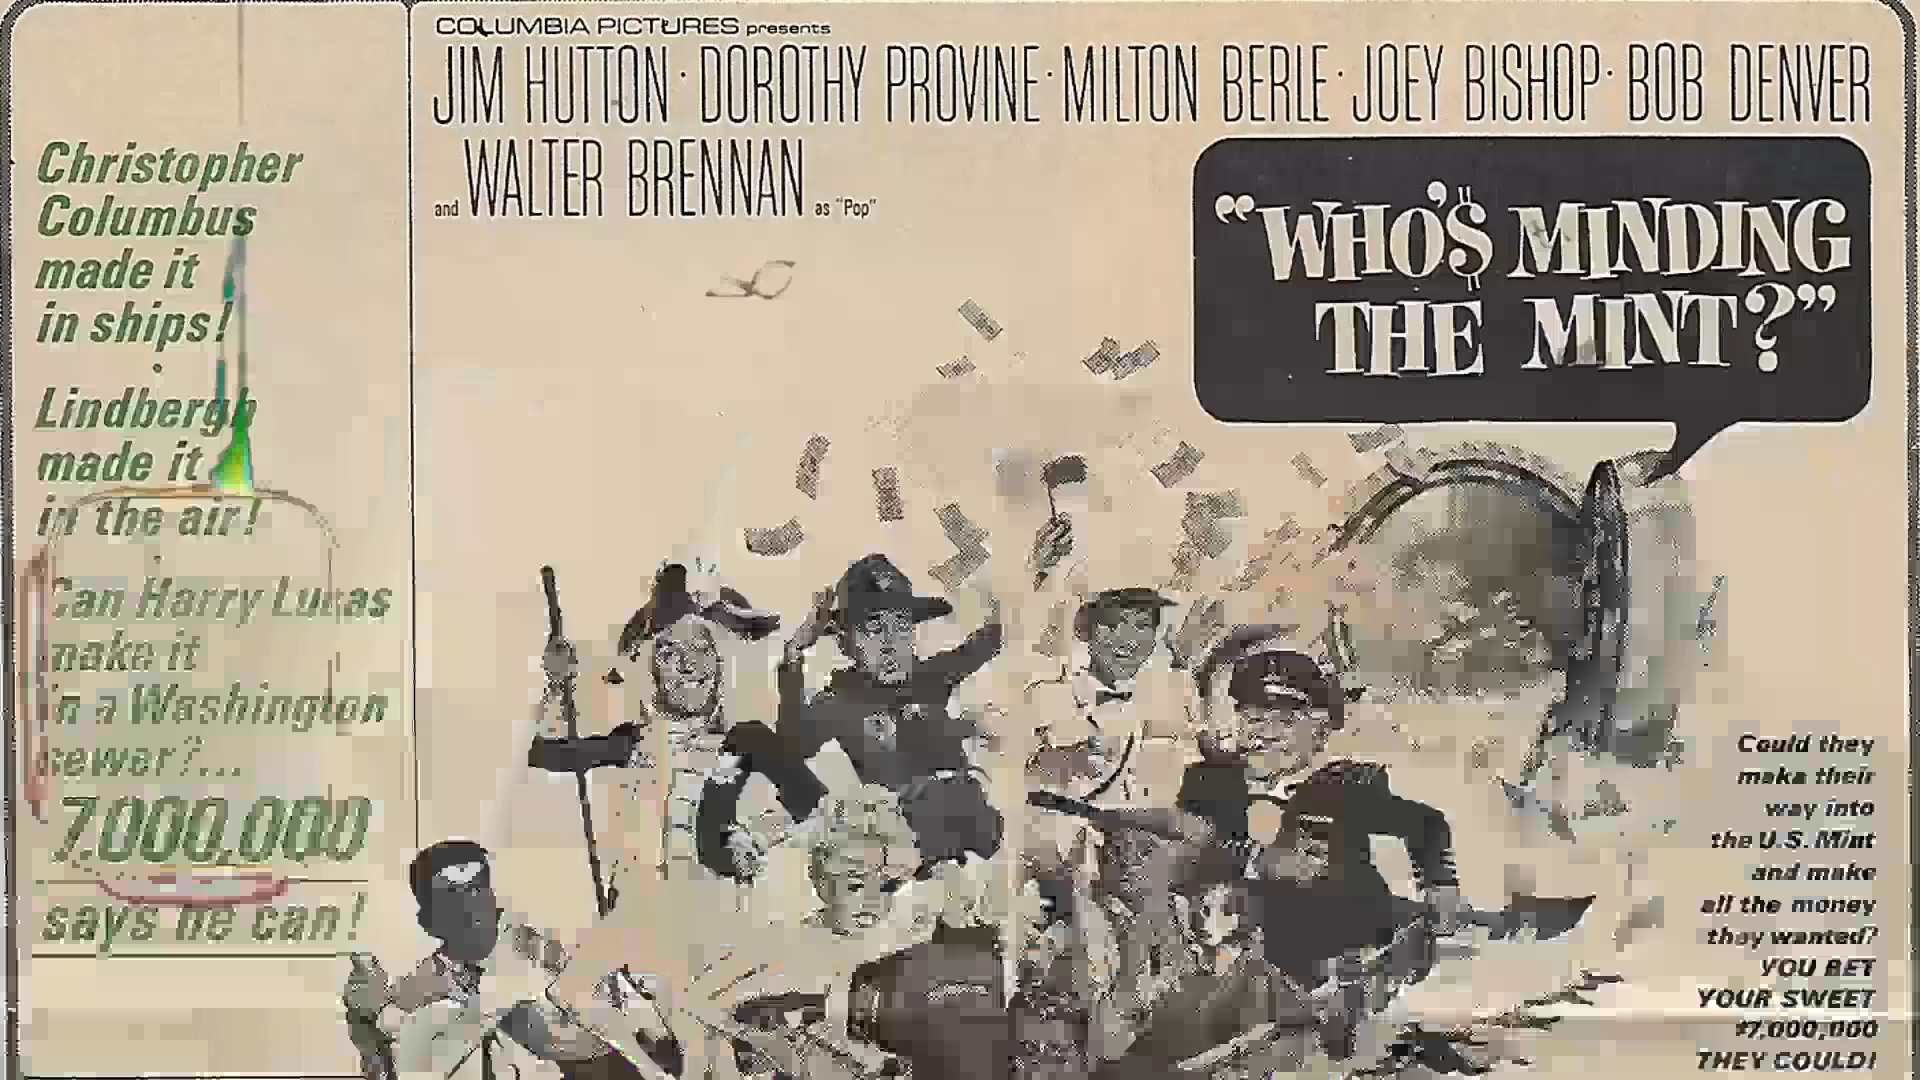 Christopher
Columbus
made it
in ships!
Lindbergh
made it
in the air!
Can Harry Lucas
make it
in a Washington
sewer?...
7,000,000
says he can!
COLUMBIA PICTURES presents
JIM HUTTON · DOROTHY PROVINE · MILTON BERLE · JOEY BISHOP · BOB DENVER
and WALTER BRENNAN as "Pop"
“WHO'$ MINDING
THE MINT?”
Could they
make their
way into
the U.S. Mint
and make
all the money
they wanted?
YOU BET
YOUR SWEET
$7,000,000
THEY COULD!